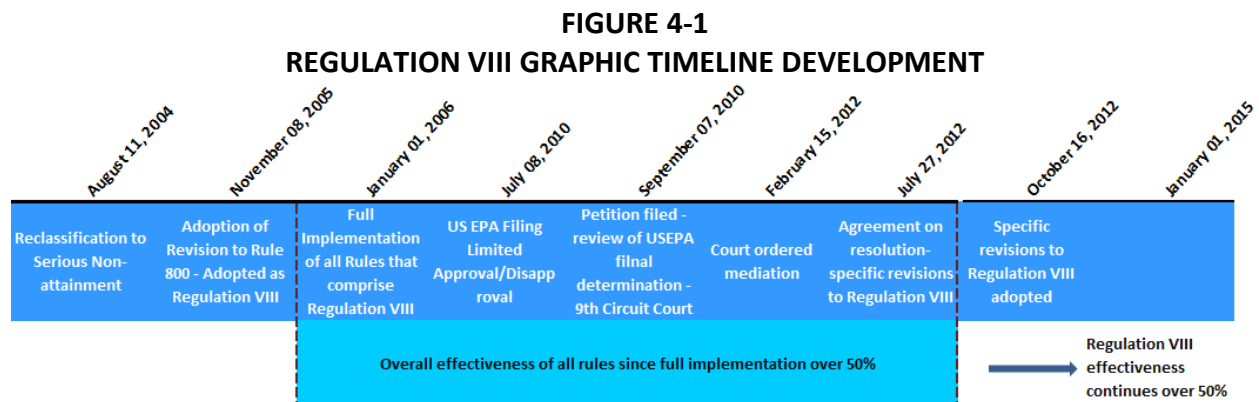 FIGURE 4-1
REGULATION VIII GRAPHIC TIMELINE DEVELOPMENT
August 11, 2004
November 08, 2005
January 01, 2006
July 08, 2010
September 07, 2010
February 15, 2012
July 27, 2012
October 16, 2012
January 01, 2015
Reclassification to
Serious Non-
attainment
Adoption of
Revision to Rule
800 - Adopted as
Regulation VIII
Full
Implementation
of all Rules that
comprise
Regulation VIII
US EPA Filing
Limited
Approval/Disapp
roval
Petition filed -
review of USEPA
filnal
determination -
9th Circuit Court
Court ordered
mediation
Agreement on
resolution-
specific revisions
to Regulation VIII
Specific
revisions to
Regulation VIII
adopted
Overall effectiveness of all rules since full implementation over 50%
Regulation VIII
effectiveness
continues over 50%